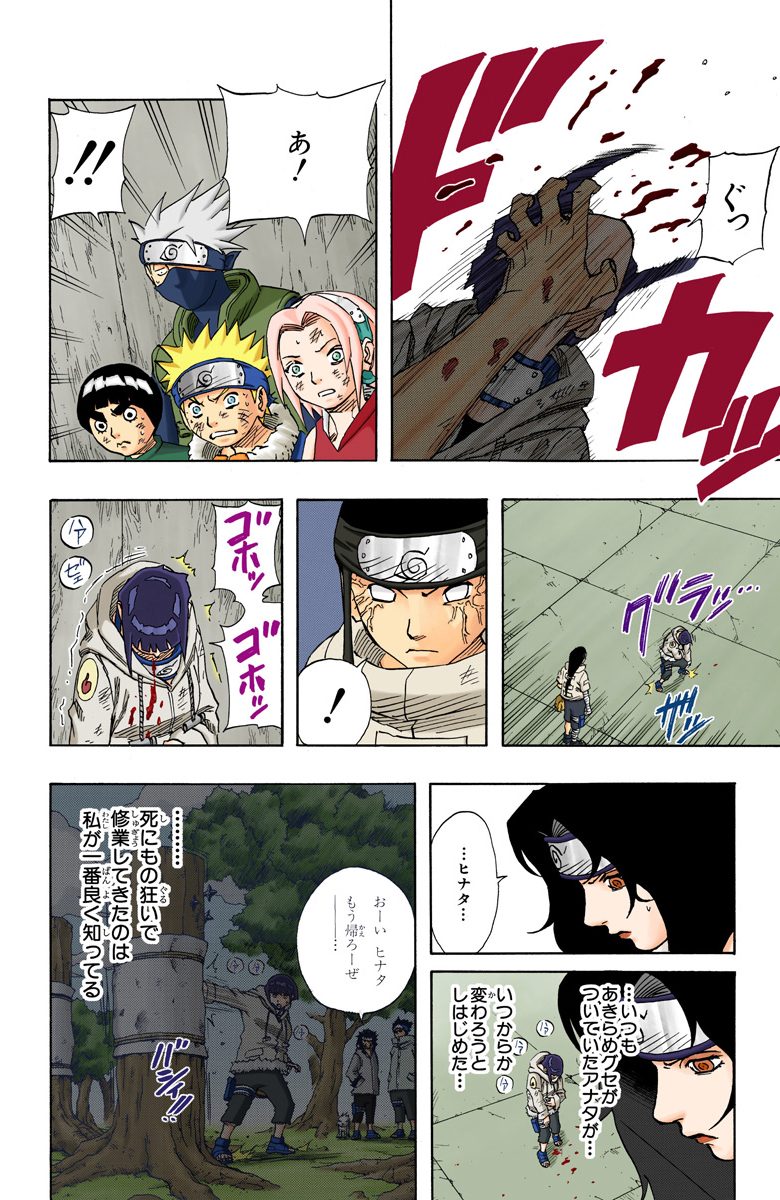 ぐっ
ドカッ
あ！
！！
グラッ…
ザッ
！
ゴホッ
ゴホッ
ゼェ
…ヒナタ…
…いつも
あきらめグセが
ついていたアナタが…
いつからか
変わろうと
しはじめた…
おーい ヒナタ
もう帰ろーぜ
………
………
死にもの狂いで
修業してきたのは
私が一番良く知ってる
バシィ